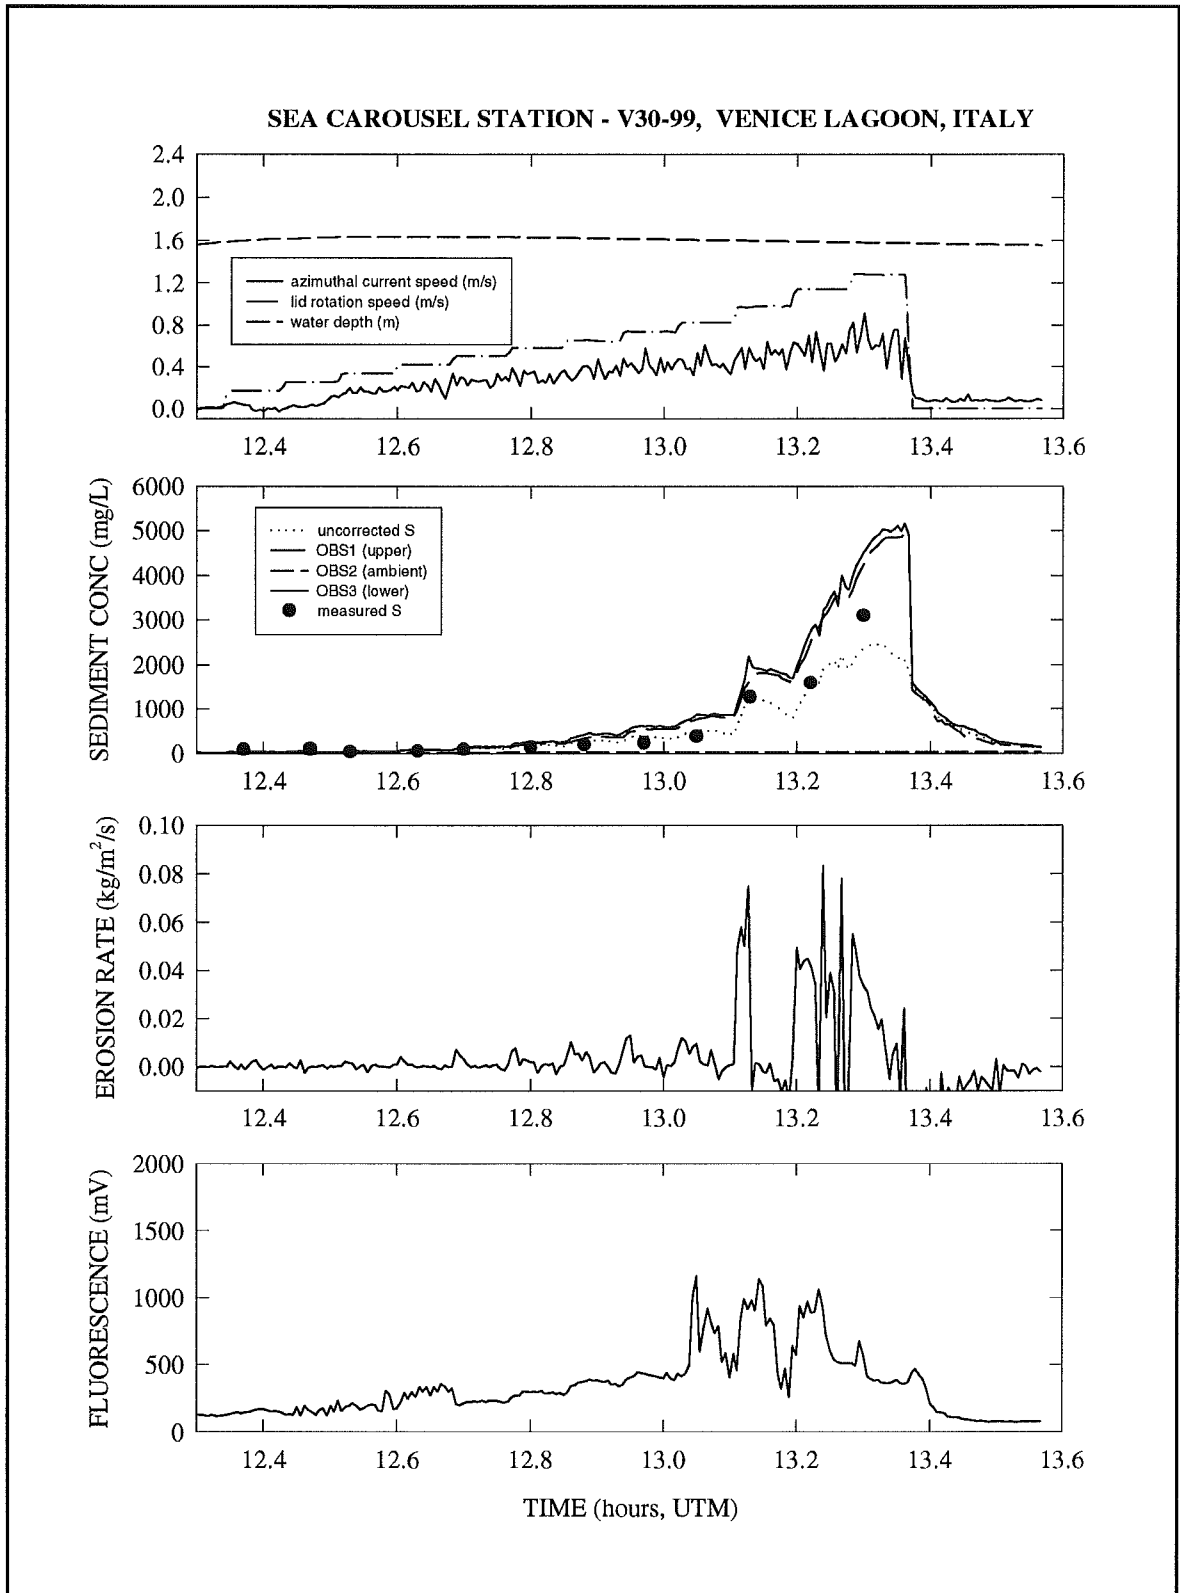 SEA CAROUSEL STATION - V30-99, VENICE LAGOON, ITALY
2.4
2.0
1.6
1.2
0.8
0.4
0.0
azimuthal current speed (m/s)
lid rotation speed (m/s)
water depth (m)
12.4 12.6 12.8 13.0 13.2 13.4 13.6
SEDIMENT CONC (mg/L)
6000
5000
4000
3000
2000
1000
0
uncorrected S
OBS1 (upper)
OBS2 (ambient)
OBS3 (lower)
measured S
12.4 12.6 12.8 13.0 13.2 13.4 13.6
EROSION RATE (kg/m²/s)
0.10
0.08
0.06
0.04
0.02
0.00
12.4 12.6 12.8 13.0 13.2 13.4 13.6
FLUORESCENCE (mV)
2000
1500
1000
500
0
12.4 12.6 12.8 13.0 13.2 13.4 13.6
TIME (hours, UTM)